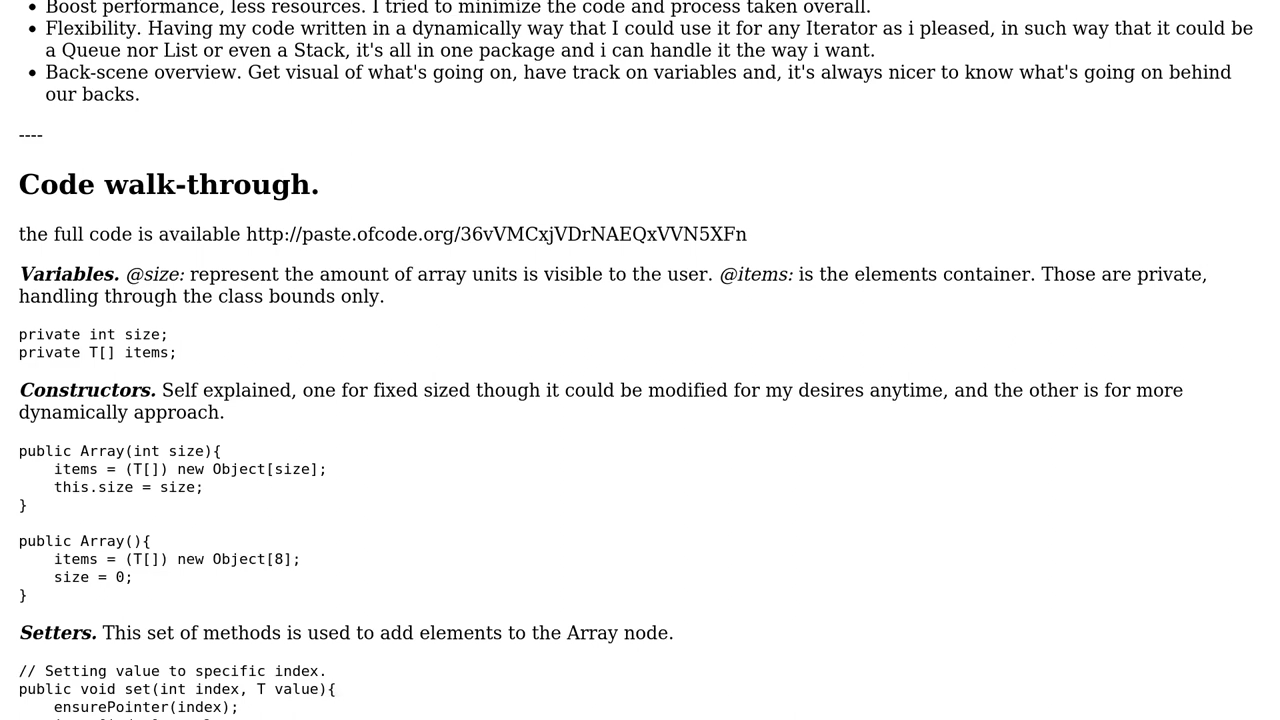 Boost performance, less resources. I tried to minimize the code and process taken overall.
Flexibility. Having my code written in a dynamically way that I could use it for any Iterator as i pleased, in such way that it could be
a Queue nor List or even a Stack, it's all in one package and i can handle it the way i want.
Back-scene overview. Get visual of what's going on, have track on variables and, it's always nicer to know what's going on behind
our backs.
----
Code walk-through.
the full code is available http://paste.ofcode.org/36vVMCxjVDrNAEQxVVN5XFn
Variables. @size: represent the amount of array units is visible to the user. @items: is the elements container. Those are private,
handling through the class bounds only.
private int size;
private T[] items;
Constructors. Self explained, one for fixed sized though it could be modified for my desires anytime, and the other is for more
dynamically approach.
public Array(int size){
    items = (T[]) new Object[size];
    this.size = size;
}
public Array(){
    items = (T[]) new Object[8];
    size = 0;
}
Setters. This set of methods is used to add elements to the Array node.
// Setting value to specific index.
public void set(int index, T value){
    ensurePointer(index);